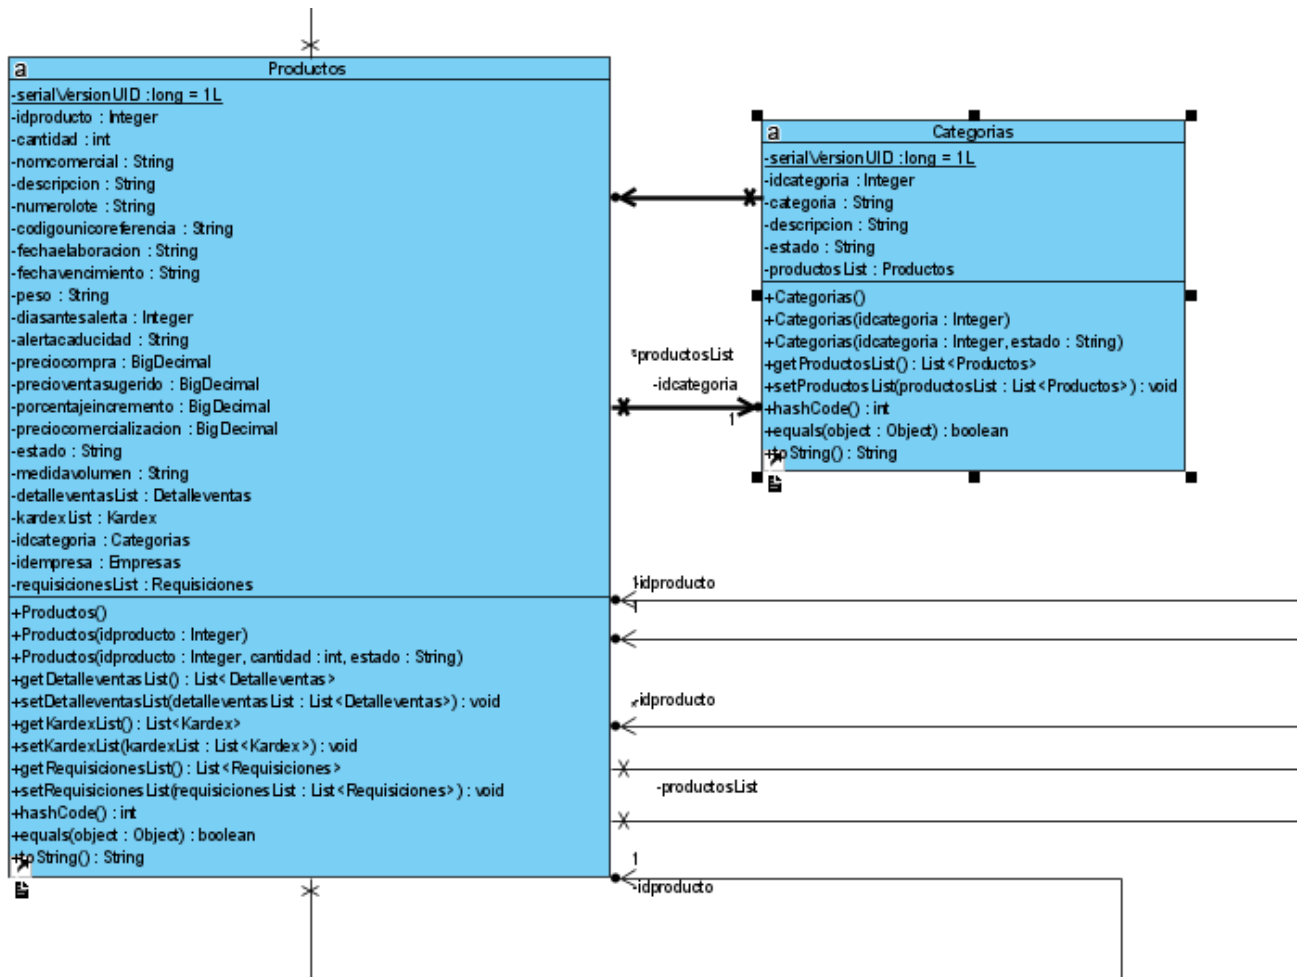 a
Productos
-serialVersionUID : long = 1L
-idproducto : Integer
-cantidad : int
-nomcomercial : String
-descripcion : String
-numerolote : String
-codigounicoreferencia : String
-fechaelaboracion : String
-fechavencimiento : String
-peso : String
-diasantesalerta : Integer
-alertacaducidad : String
-preciocompra : BigDecimal
-precioventasugerido : BigDecimal
-porcentajeincremento : BigDecimal
-preciocomercializacion : BigDecimal
-estado : String
-medidavolumen : String
-detalleventasList : Detalleventas
-kardexList : Kardex
-idcategoria : Categorias
-idempresa : Empresas
-requisicionesList : Requisiciones
+Productos()
+Productos(idproducto : Integer)
+Productos(idproducto : Integer, cantidad : int, estado : String)
+getDetalleventasList() : List<Detalleventas>
+setDetalleventasList(detalleventasList : List<Detalleventas>) : void
+getKardexList() : List<Kardex>
+setKardexList(kardexList : List<Kardex>) : void
+getRequisicionesList() : List<Requisiciones>
+setRequisicionesList(requisicionesList : List<Requisiciones>) : void
+hashCode() : int
+equals(object : Object) : boolean
+toString() : String
a
Categorias
-serialVersionUID : long = 1L
-idcategoria : Integer
-categoria : String
-descripcion : String
-estado : String
-productosList : Productos
+Categorias()
+Categorias(idcategoria : Integer)
+Categorias(idcategoria : Integer, estado : String)
+getProductosList() : List<Productos>
+setProductosList(productosList : List<Productos>) : void
+hashCode() : int
+equals(object : Object) : boolean
+toString() : String
*productosList
-idcategoria
1
1-idproducto
1
-idproducto
-productosList
1
-idproducto